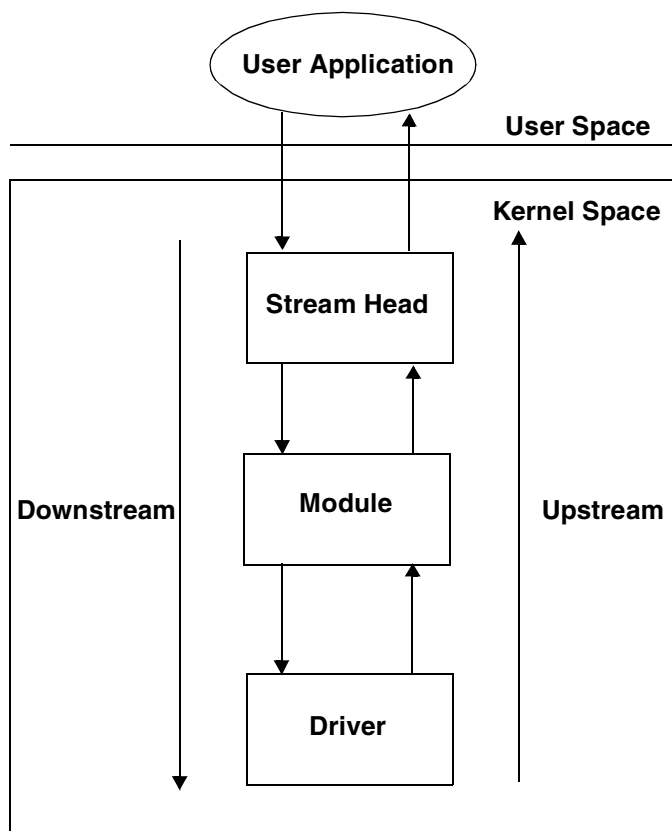 User Application
User Space
Kernel Space
Stream Head
Module
Downstream
Upstream
Driver